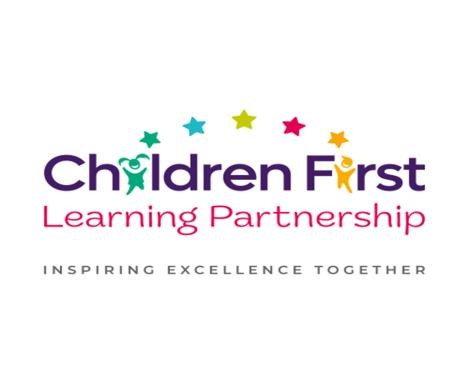 Children First
Learning Partnership
INSPIRING EXCELLENCE TOGETHER